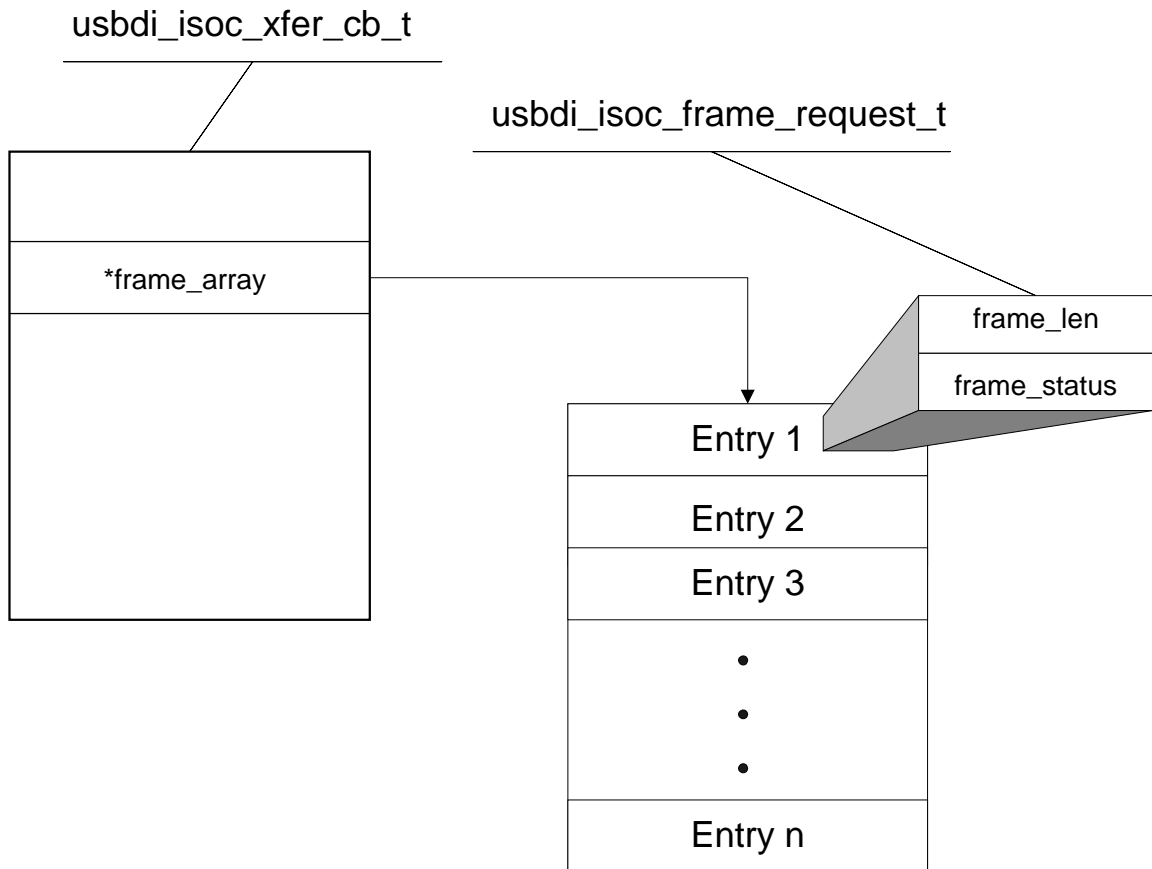 usbdi_isoc_xfer_cb_t
usbdi_isoc_frame_request_t
*frame_array
frame_len
frame_status
Entry 1
Entry 2
Entry 3
Entry n